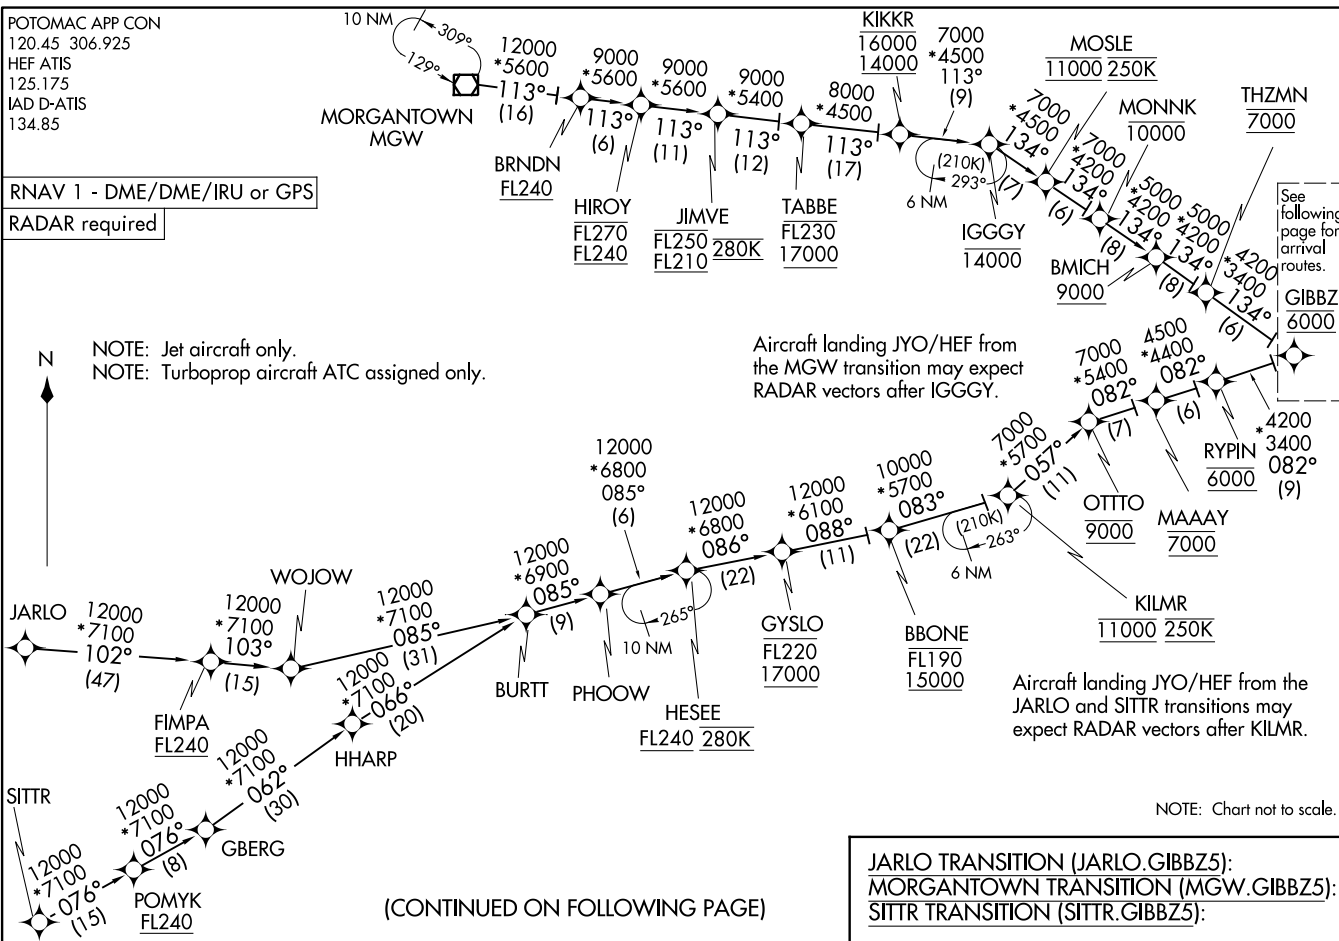 POTOMAC APP CON
120.45 306.925
HEF ATIS
125.175
IAD D-ATIS
134.85
RNAV 1 - DME/DME/IRU or GPS
RADAR required
10 NM
309°
129°
MORGANTOWN
MGW
12000
*5600
113°
(16)
BRNDN
FL240
9000
*5600
113°
(6)
HIROY
FL270
FL240
9000
*5600
113°
(11)
JIMVE
FL250
FL210
280K
9000
*5400
113°
(12)
TABBE
FL230
17000
8000
*4500
113°
(17)
KIKKR
16000
14000
7000
*4500
113°
(9)
(210K)
293°
6 NM
IGGGY
14000
7000
*4500
134°
(7)
MOSLE
11000 250K
7000
*4200
134°
(6)
MONNK
10000
5000
*4200
134°
(8)
BMICH
9000
5000
*4200
134°
(8)
THZMN
7000
4200
*3400
134°
(6)
See
following
page for
arrival
routes.
GIBBZ
6000
N
NOTE: Jet aircraft only.
NOTE: Turboprop aircraft ATC assigned only.
Aircraft landing JYO/HEF from
the MGW transition may expect
RADAR vectors after IGGGY.
JARLO
12000
*7100
102°
(47)
FIMPA
FL240
12000
*7100
103°
(15)
WOJOW
12000
*7100
085°
(31)
SITTR
12000
*7100
076°
(15)
POMYK
FL240
12000
*7100
076°
(8)
GBERG
12000
*7100
062°
(30)
HHARP
12000
*7100
066°
(20)
BURTT
12000
*6900
085°
(9)
PHOOW
12000
*6800
085°
(6)
265°
10 NM
HESEE
FL240 280K
12000
*6800
086°
(22)
GYSLO
FL220
17000
12000
*6100
088°
(11)
BBONE
FL190
15000
10000
*5700
083°
(22)
(210K)
263°
6 NM
KILMR
11000 250K
7000
*5700
057°
(11)
OTTTO
9000
7000
*5400
082°
(7)
MAAAY
7000
4500
*4400
082°
(6)
RYPIN
6000
*4200
3400
082°
(9)
Aircraft landing JYO/HEF from the
JARLO and SITTR transitions may
expect RADAR vectors after KILMR.
NOTE: Chart not to scale.
(CONTINUED ON FOLLOWING PAGE)
JARLO TRANSITION (JARLO.GIBBZ5):
MORGANTOWN TRANSITION (MGW.GIBBZ5):
SITTR TRANSITION (SITTR.GIBBZ5):